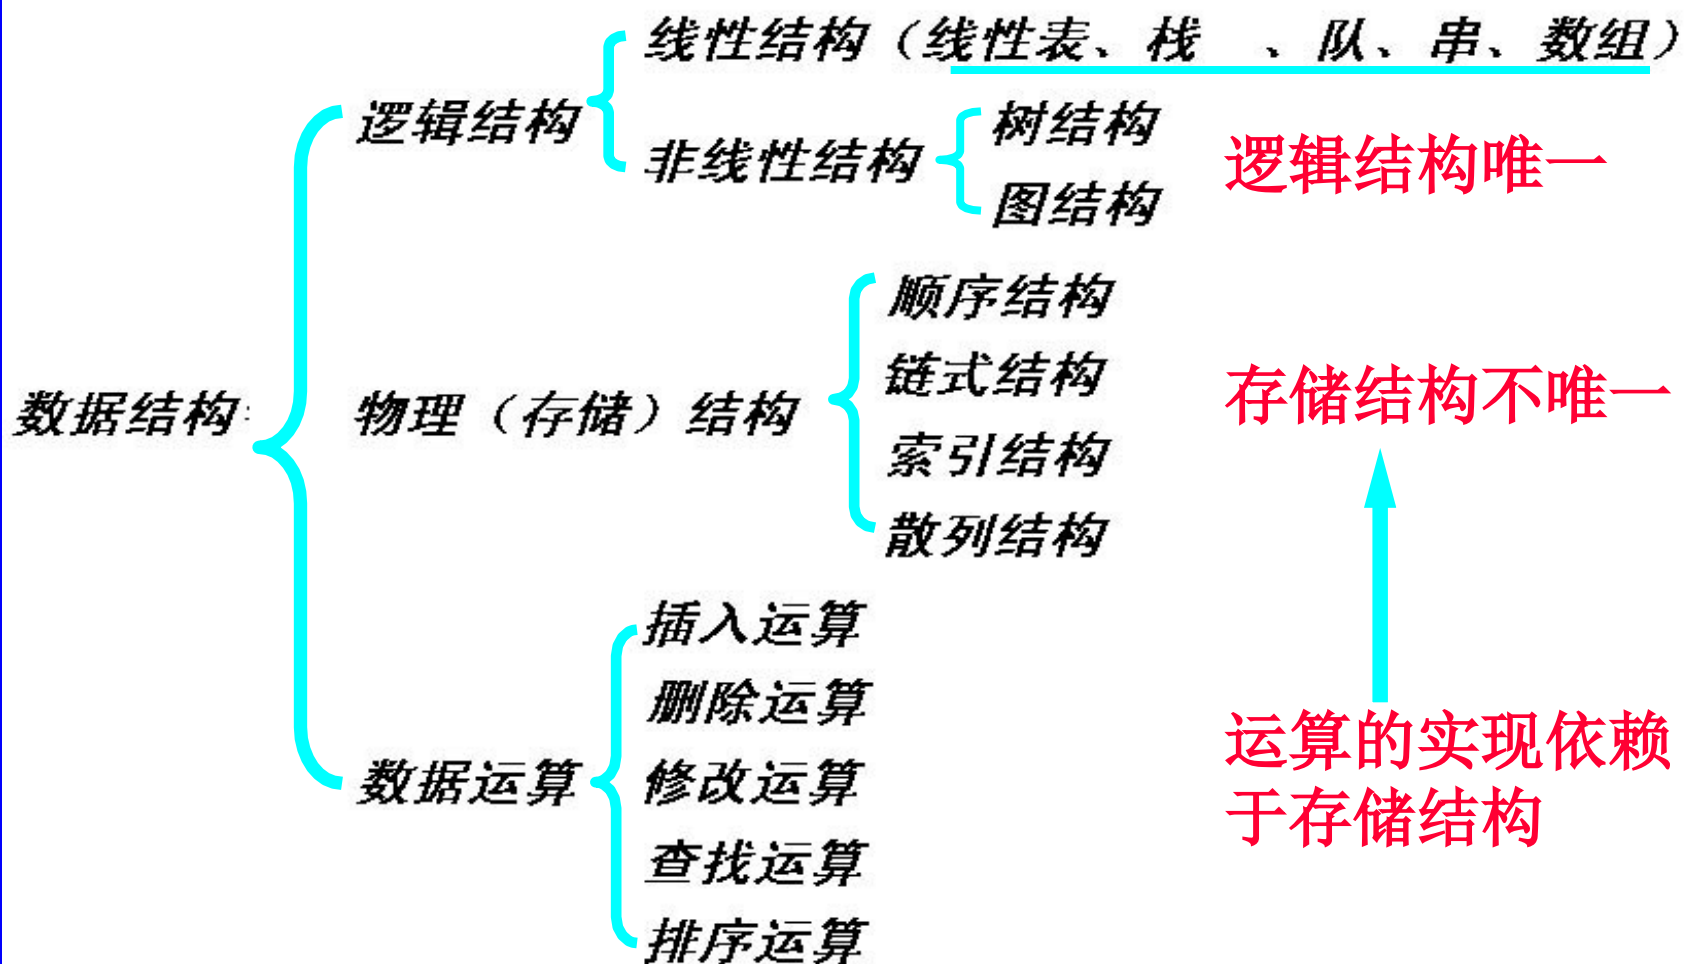 线性结构（线性表、栈 、队、串、数组）
逻辑结构
树结构
非线性结构
逻辑结构唯一
图结构
顺序结构
链式结构
存储结构不唯一
数据结构:
物理（存储）结构
索引结构
散列结构
插入运算
删除运算
运算的实现依赖
于存储结构
数据运算
修改运算
查找运算
排序运算